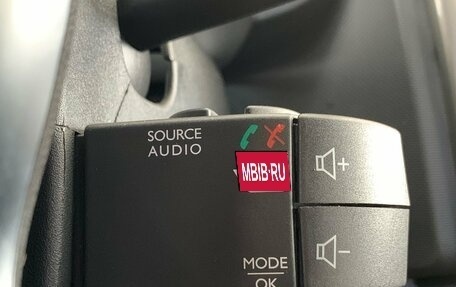 SOURCE
AUDIO
MBIB.RU
+
-
MODE
OK